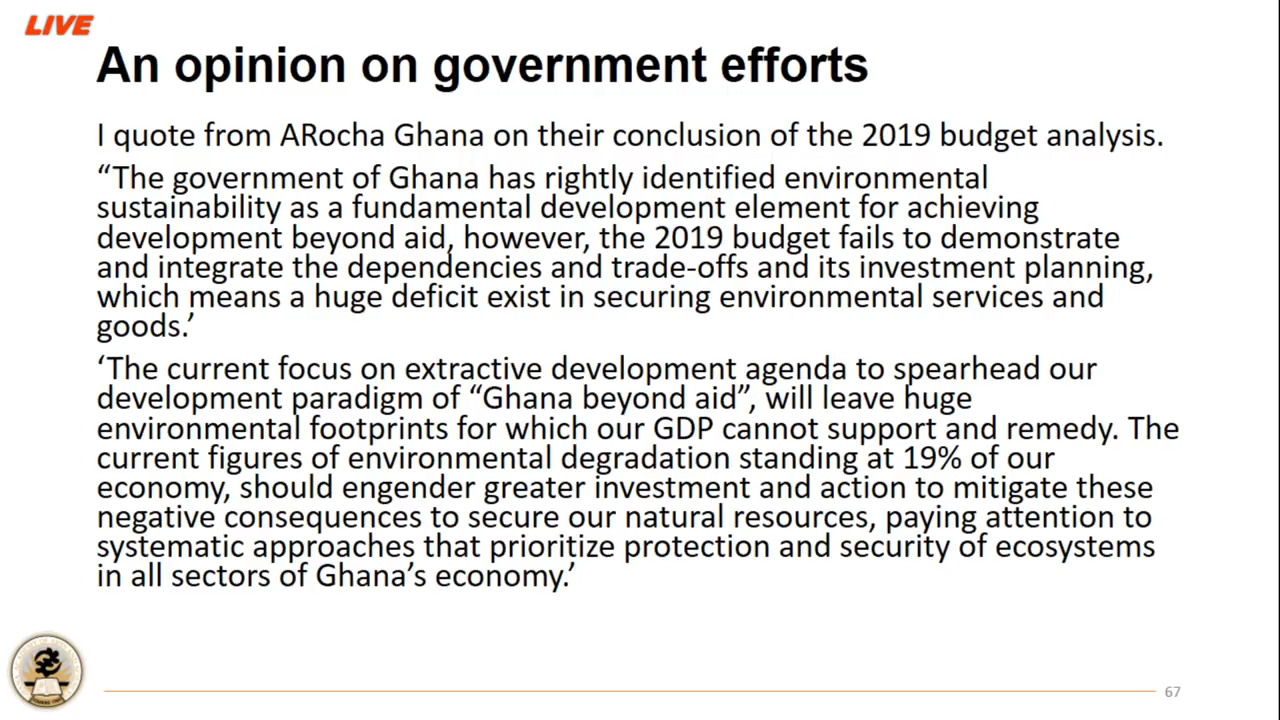 LIVE
An opinion on government efforts
I quote from ARocha Ghana on their conclusion of the 2019 budget analysis.
“The government of Ghana has rightly identified environmental
sustainability as a fundamental development element for achieving
development beyond aid, however, the 2019 budget fails to demonstrate
and integrate the dependencies and trade-offs and its investment planning,
which means a huge deficit exist in securing environmental services and
goods.’
‘The current focus on extractive development agenda to spearhead our
development paradigm of “Ghana beyond aid”, will leave huge
environmental footprints for which our GDP cannot support and remedy. The
current figures of environmental degradation standing at 19% of our
economy, should engender greater investment and action to mitigate these
negative consequences to secure our natural resources, paying attention to
systematic approaches that prioritize protection and security of ecosystems
in all sectors of Ghana’s economy.’
67